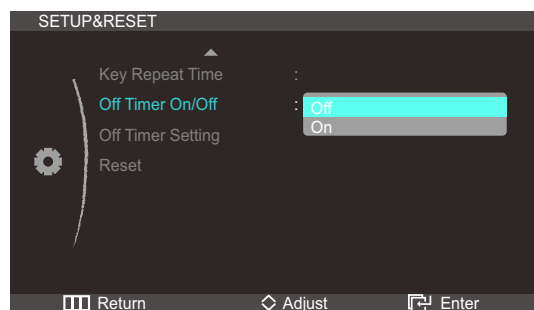 SETUP&RESET
Key Repeat Time :
Off Timer On/Off : Off
On
Off Timer Setting
Reset
Return Adjust Enter